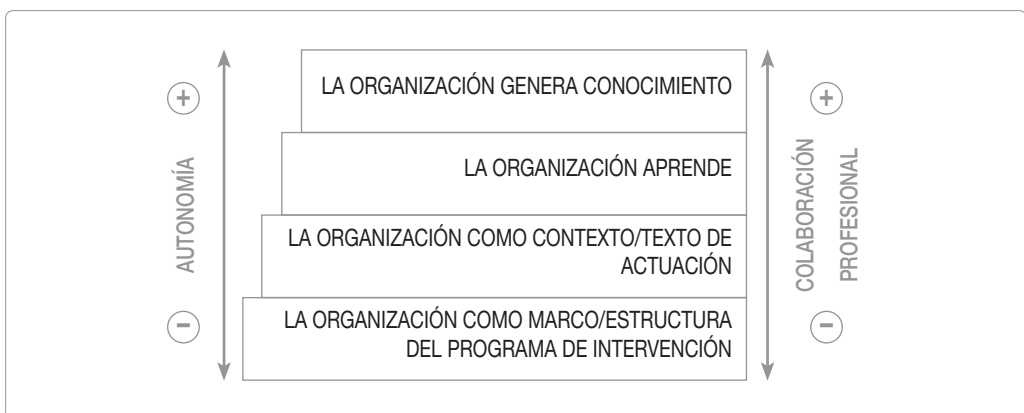 LA ORGANIZACIÓN GENERA CONOCIMIENTO
LA ORGANIZACIÓN APRENDE
LA ORGANIZACIÓN COMO CONTEXTO/TEXTO DE
ACTUACIÓN
LA ORGANIZACIÓN COMO MARCO/ESTRUCTURA
DEL PROGRAMA DE INTERVENCIÓN
+
AUTONOMÍA
-
+
COLABORACIÓN
PROFESIONAL
-